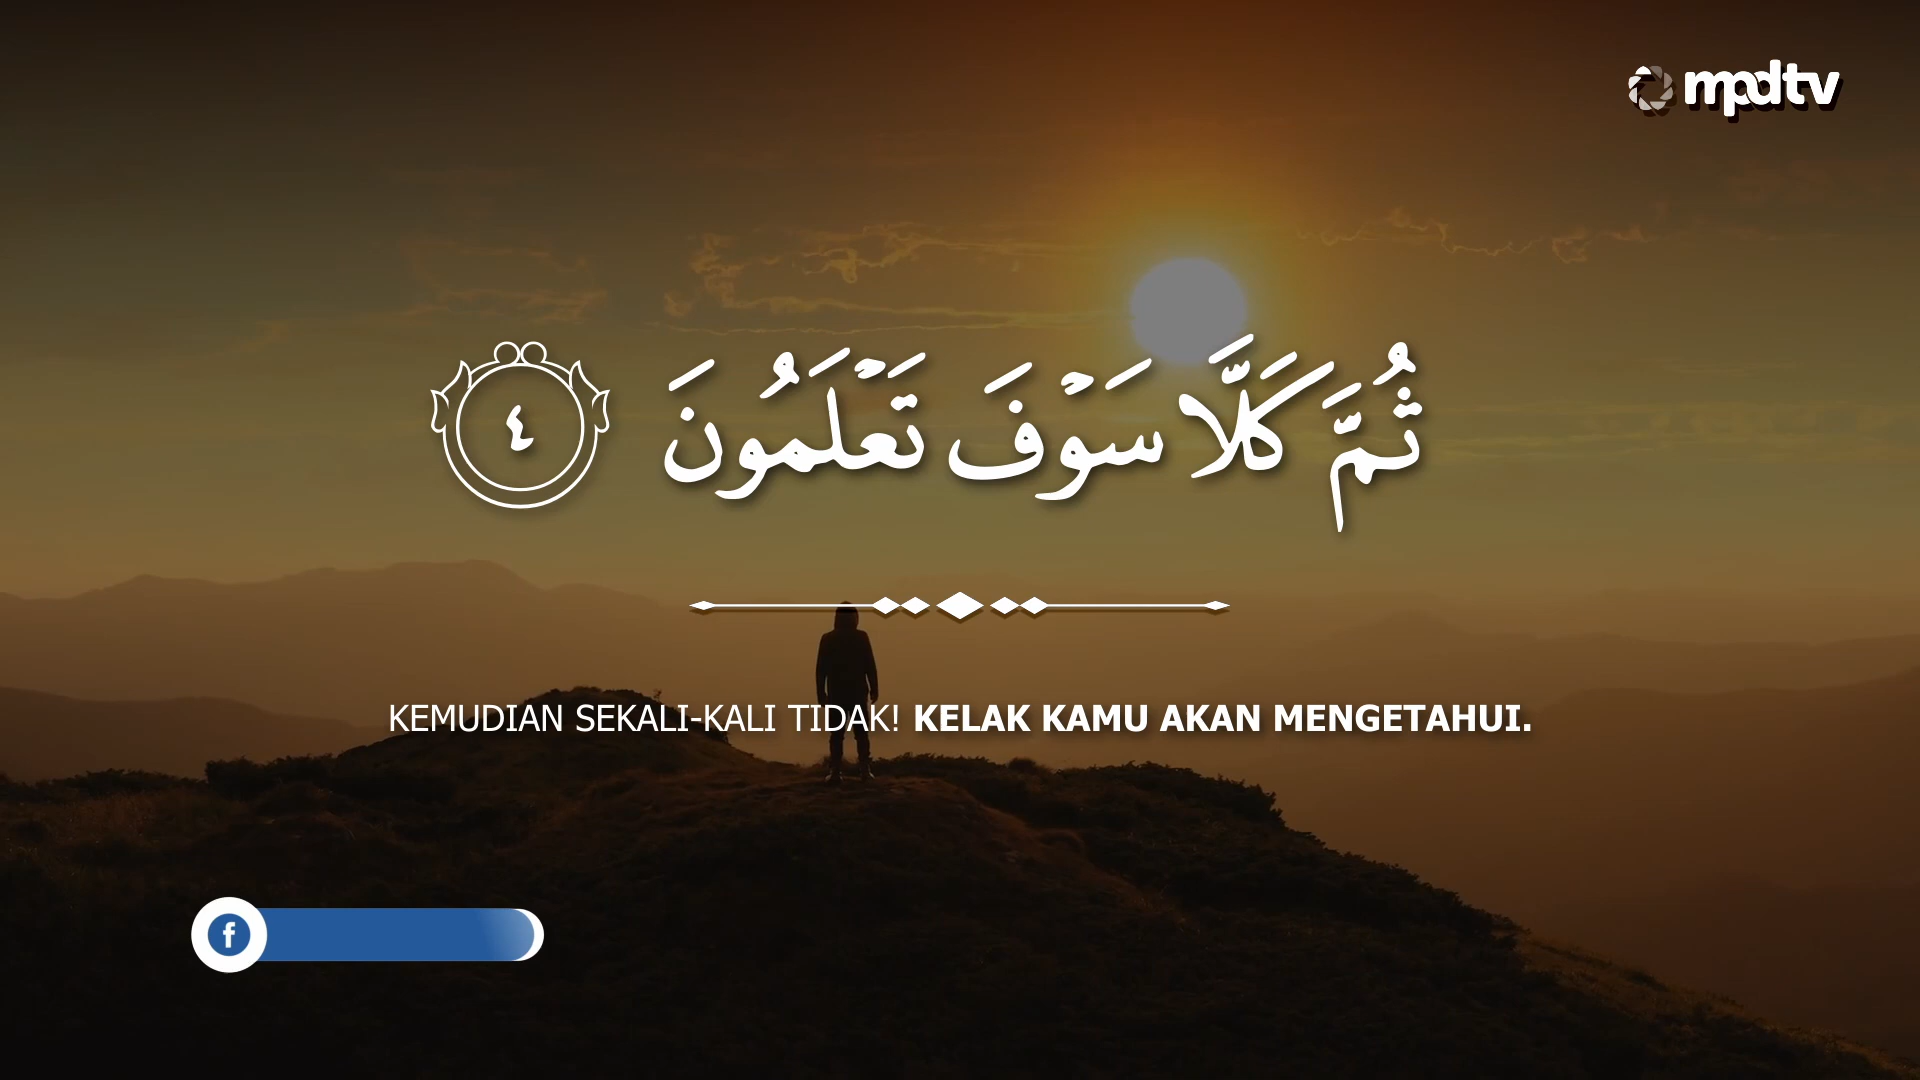 mpdtv
ثُمَّ كَلَّا سَوْفَ تَعْلَمُونَ ٤
KEMUDIAN SEKALI-KALI TIDAK! KELAK KAMU AKAN MENGETAHUI.
f